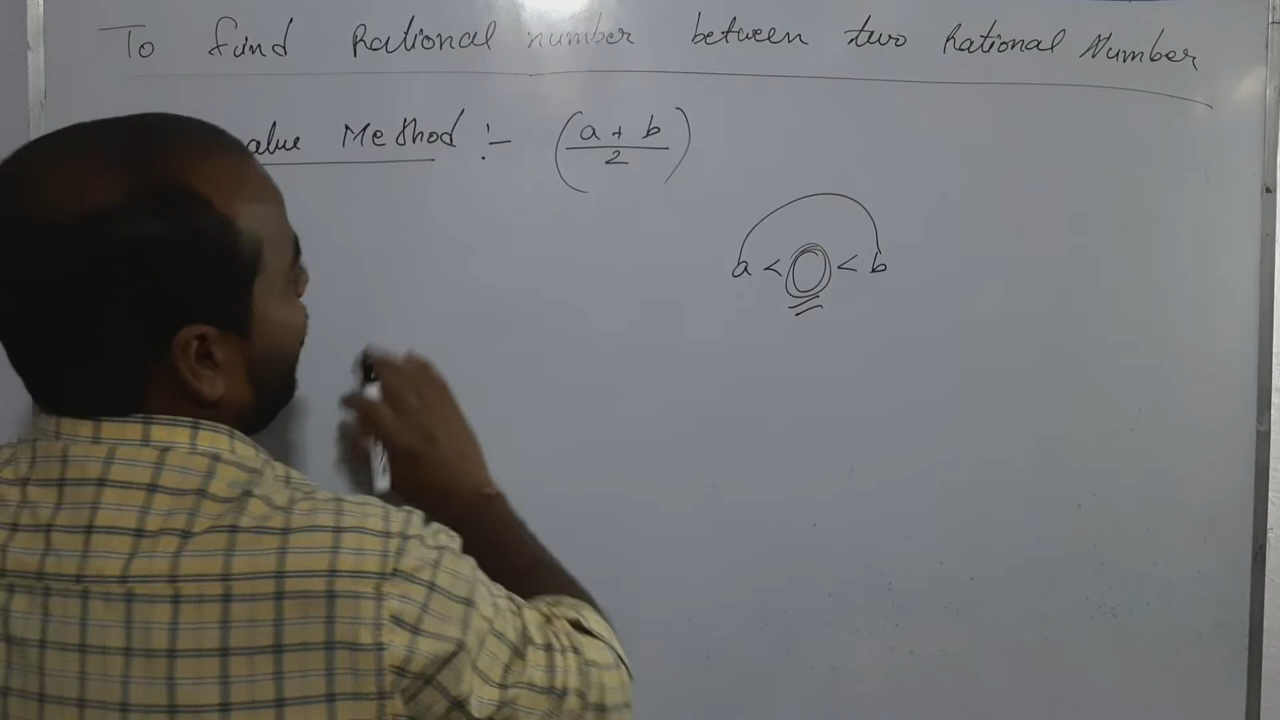 To find Rational number between two Rational Number
alue Method :- (a + b / 2)
a < O < b